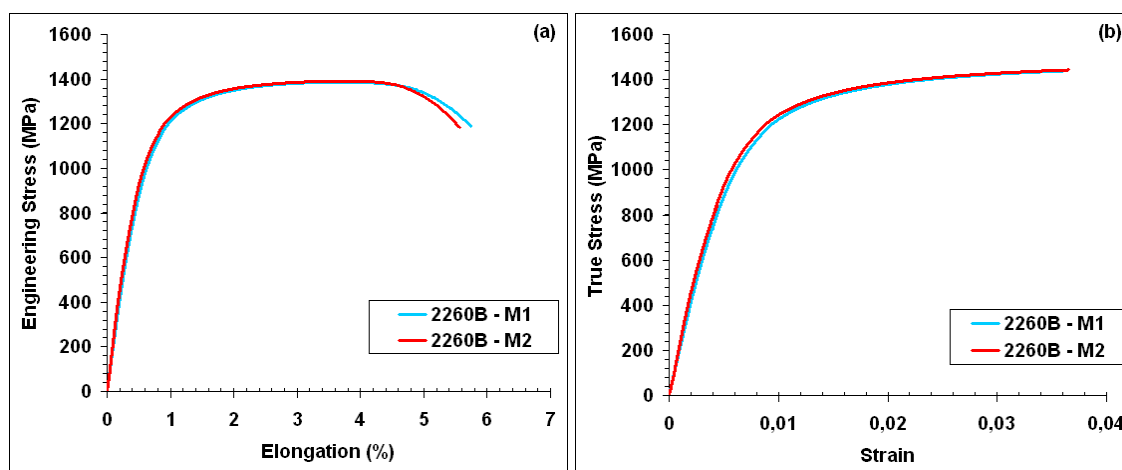 (a)
1600
1400
1200
1000
800
600
400
200
0
0 1 2 3 4 5 6 7
Engineering Stress (MPa)
Elongation (%)
2260B - M1
2260B - M2
(b)
1600
1400
1200
1000
800
600
400
200
0
0 0,01 0,02 0,03 0,04
True Stress (MPa)
Strain
2260B - M1
2260B - M2